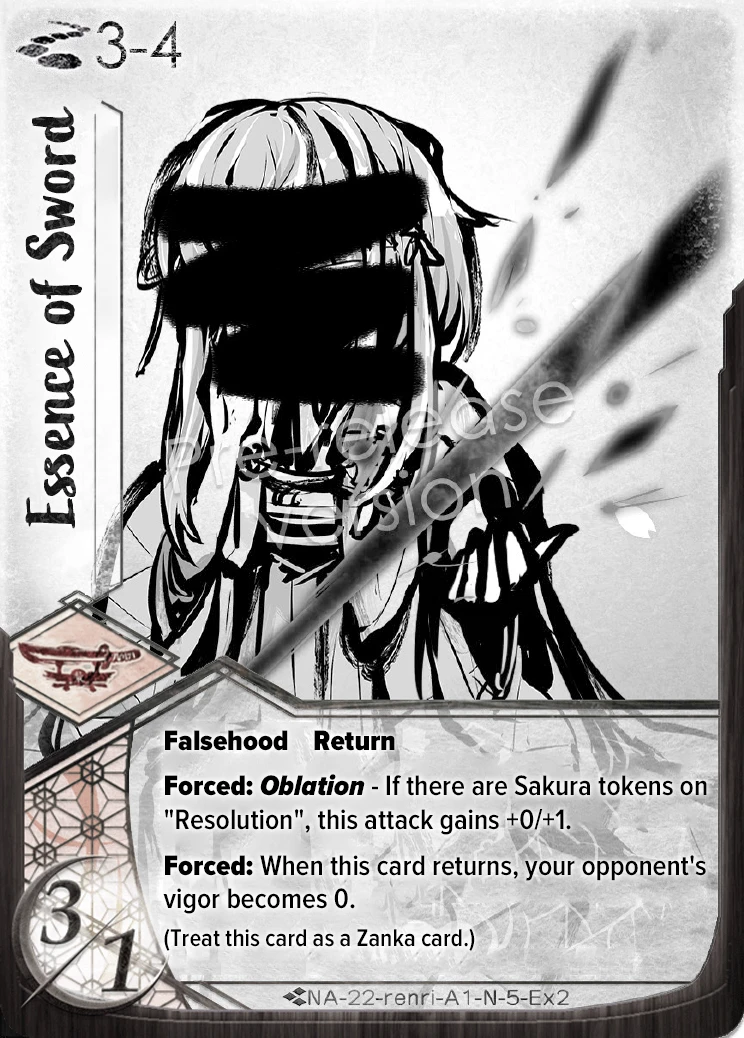 3-4
Essence of Sword
Pre-release
version
Falsehood Return
Forced: Oblation - If there are Sakura tokens on
"Resolution", this attack gains +0/+1.
Forced: When this card returns, your opponent's
vigor becomes 0.
(Treat this card as a Zanka card.)
3/1
NA-22-renri-A1-N-5-Ex2